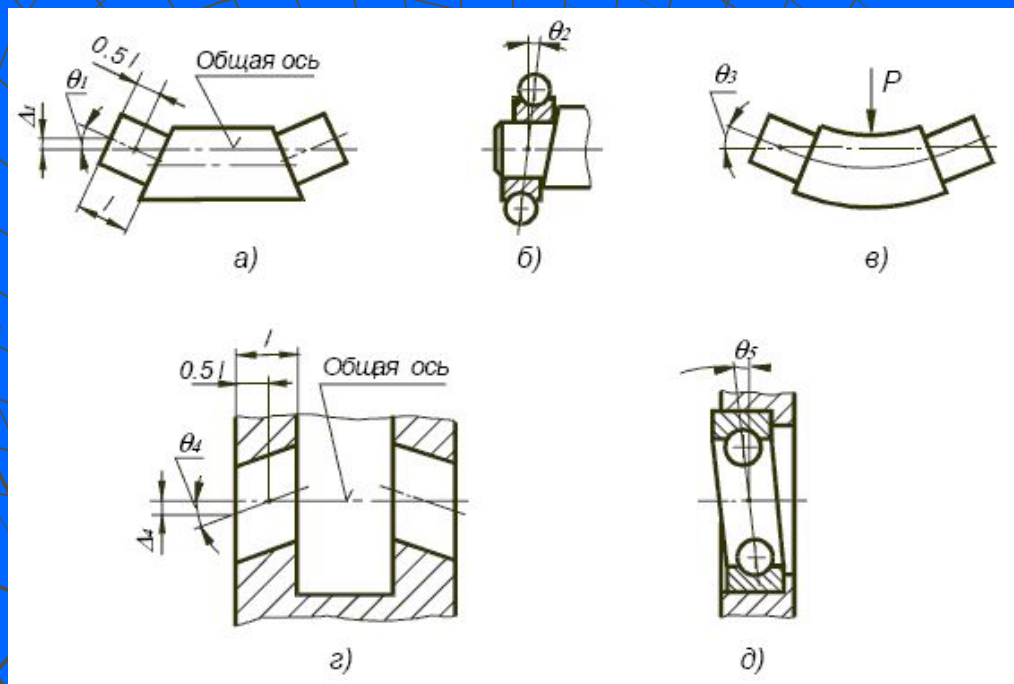 0.5 l
Общая ось
θ1
Δ1
l
а)
θ2
б)
θ3
P
в)
l
0.5 l
Общая ось
θ4
Δ4
г)
θ5
д)